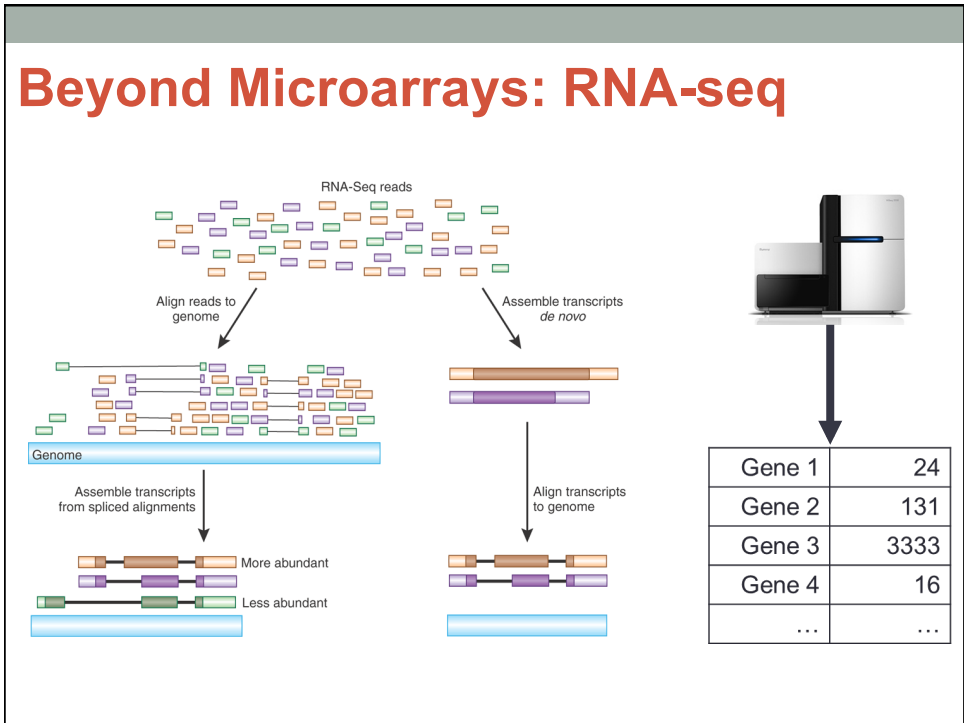 Beyond Microarrays: RNA-seq
RNA-Seq reads
Align reads to
genome
Assemble transcripts
de novo
Genome
Assemble transcripts
from spliced alignments
Align transcripts
to genome
More abundant
Less abundant
Gene 1 24
Gene 2 131
Gene 3 3333
Gene 4 16
… …